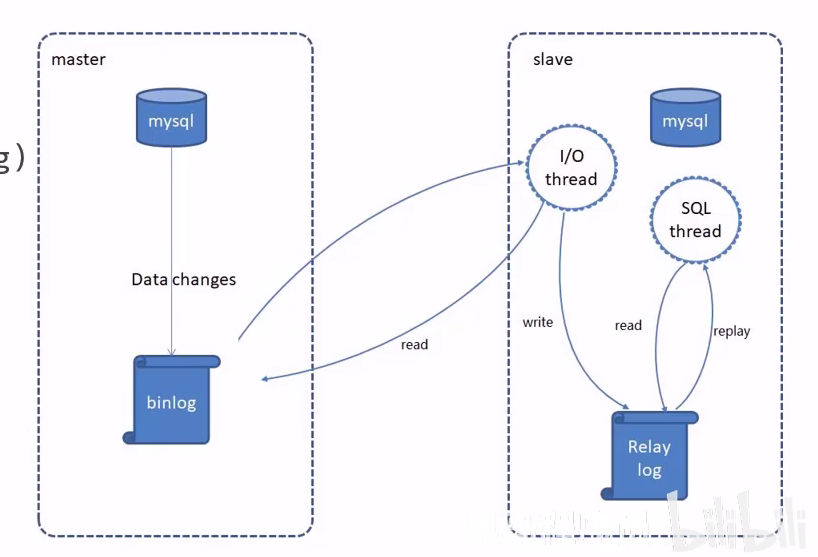 master
slave
mysql
mysql
g)
I/O
thread
SQL
thread
Data changes
write
read
replay
read
binlog
Relay
log
bilibili